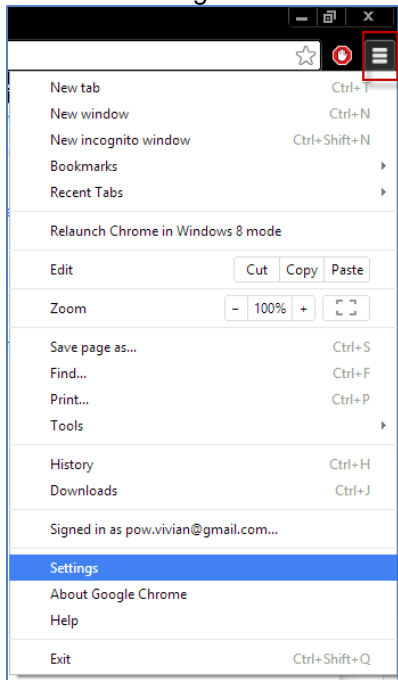 New tab Ctrl+T
New window Ctrl+N
New incognito window Ctrl+Shift+N
Bookmarks
Recent Tabs
Relaunch Chrome in Windows 8 mode
Edit Cut Copy Paste
Zoom - 100% +
Save page as... Ctrl+S
Find... Ctrl+F
Print... Ctrl+P
Tools
History Ctrl+H
Downloads Ctrl+J
Signed in as pow.vivian@gmail.com...
Settings
About Google Chrome
Help
Exit Ctrl+Shift+Q